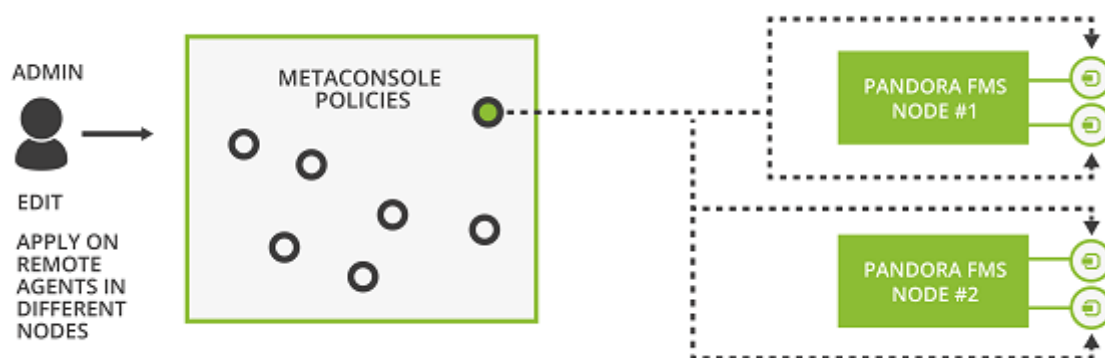 ADMIN
EDIT
APPLY ON
REMOTE
AGENTS IN
DIFFERENT
NODES
METACONSOLE
POLICIES
PANDORA FMS
NODE #1
PANDORA FMS
NODE #2